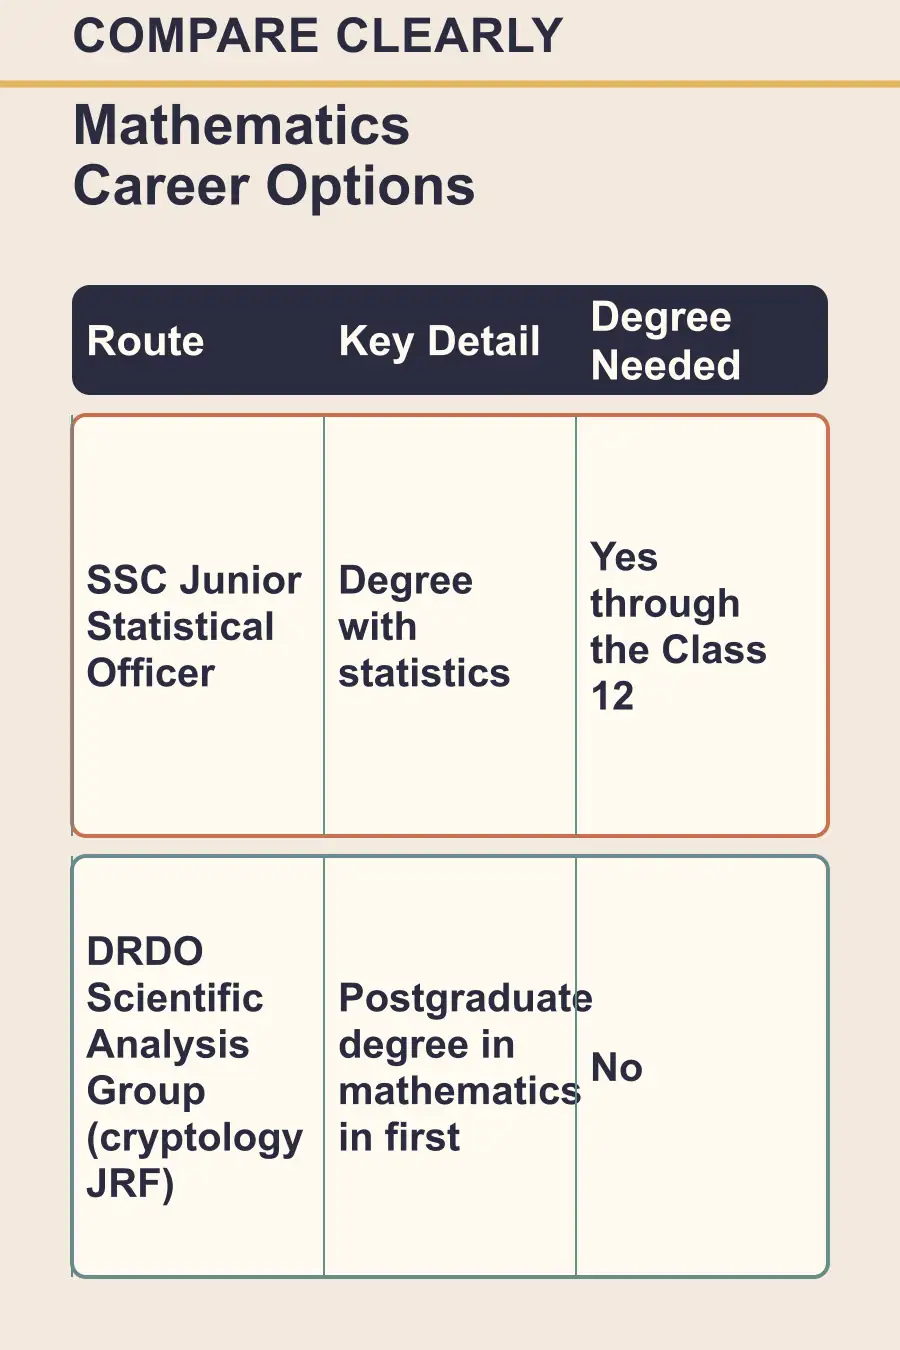 COMPARE CLEARLY
Mathematics
Career Options
Route
Key Detail
Degree
Needed
SSC Junior
Statistical
Officer
Degree
with
statistics
Yes
through
the Class
12
DRDO
Scientific
Analysis
Group
(cryptology
JRF)
Postgraduate
degree in
mathematics
in first
No